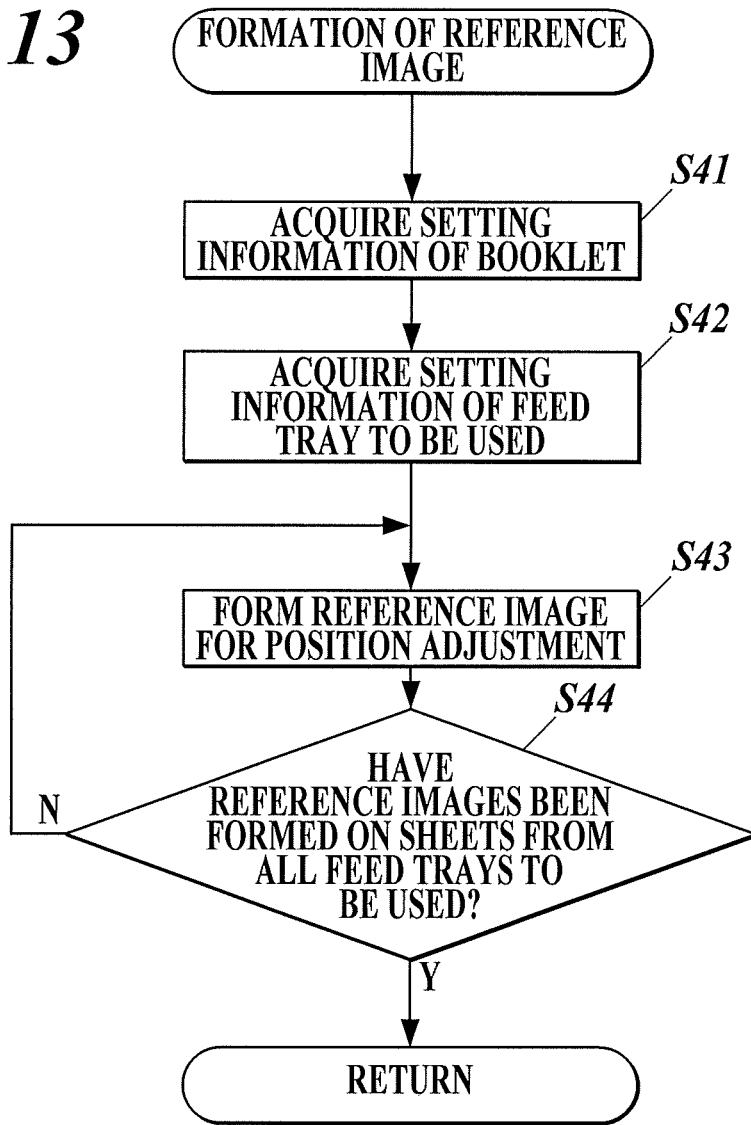 13
FORMATION OF REFERENCE
IMAGE
S41
ACQUIRE SETTING
INFORMATION OF BOOKLET
S42
ACQUIRE SETTING
INFORMATION OF FEED
TRAY TO BE USED
S43
FORM REFERENCE IMAGE
FOR POSITION ADJUSTMENT
S44
HAVE
REFERENCE IMAGES BEEN
FORMED ON SHEETS FROM
ALL FEED TRAYS TO
BE USED?
N
Y
RETURN